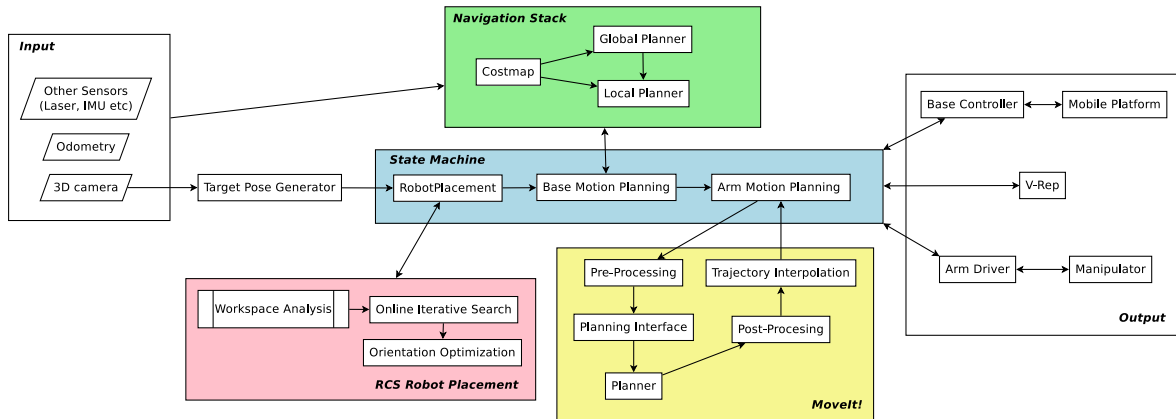 Input
Other Sensors
(Laser, IMU etc)
Odometry
3D camera
Target Pose Generator
Navigation Stack
Global Planner
Costmap
Local Planner
State Machine
RobotPlacement
Base Motion Planning
Arm Motion Planning
Workspace Analysis
Online Iterative Search
Orientation Optimization
RCS Robot Placement
Pre-Processing
Trajectory Interpolation
Planning Interface
Post-Procesing
Planner
MoveIt!
Base Controller
Mobile Platform
V-Rep
Arm Driver
Manipulator
Output